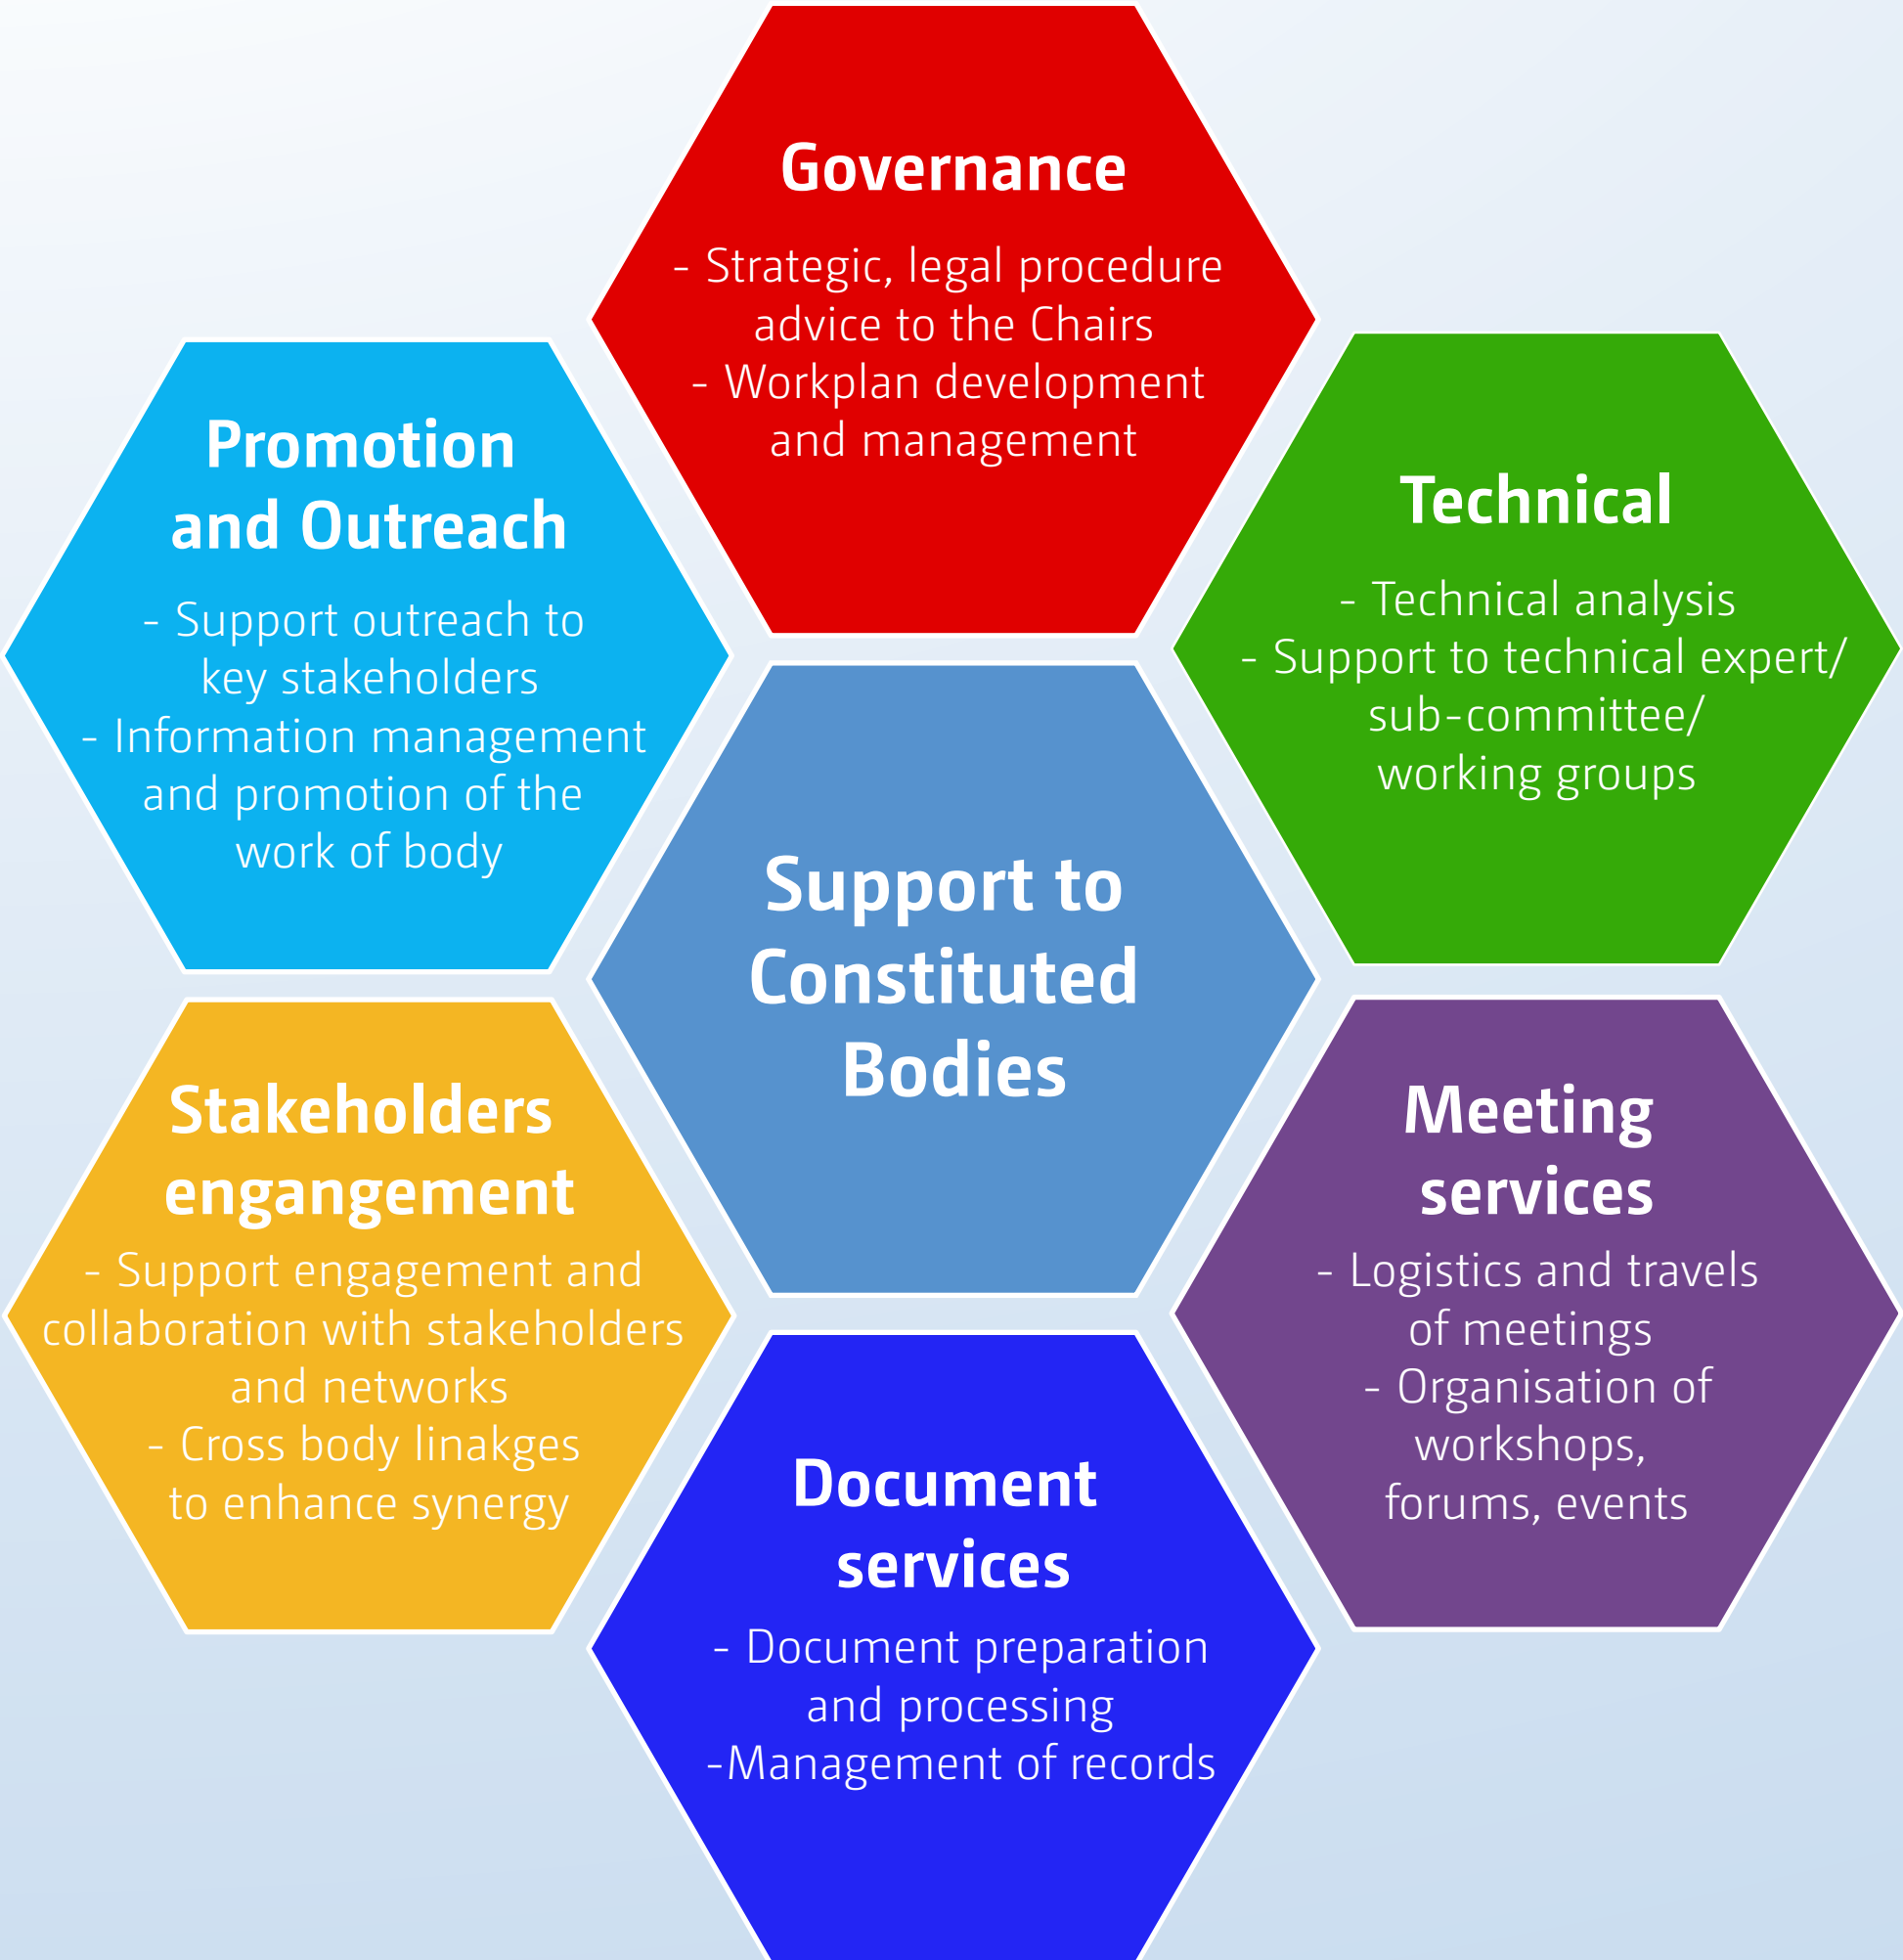 Governance
- Strategic, legal procedure
advice to the Chairs
- Workplan development
and management
Promotion
and Outreach
- Support outreach to
key stakeholders
- Information management
and promotion of the
work of body
Technical
- Technical analysis
- Support to technical expert/
sub-committee/
working groups
Support to
Constituted
Bodies
Stakeholders
engangement
- Support engagement and
collaboration with stakeholders
and networks
- Cross body linakges
to enhance synergy
Meeting
services
- Logistics and travels
of meetings
- Organisation of
workshops,
forums, events
Document
services
- Document preparation
and processing
-Management of records